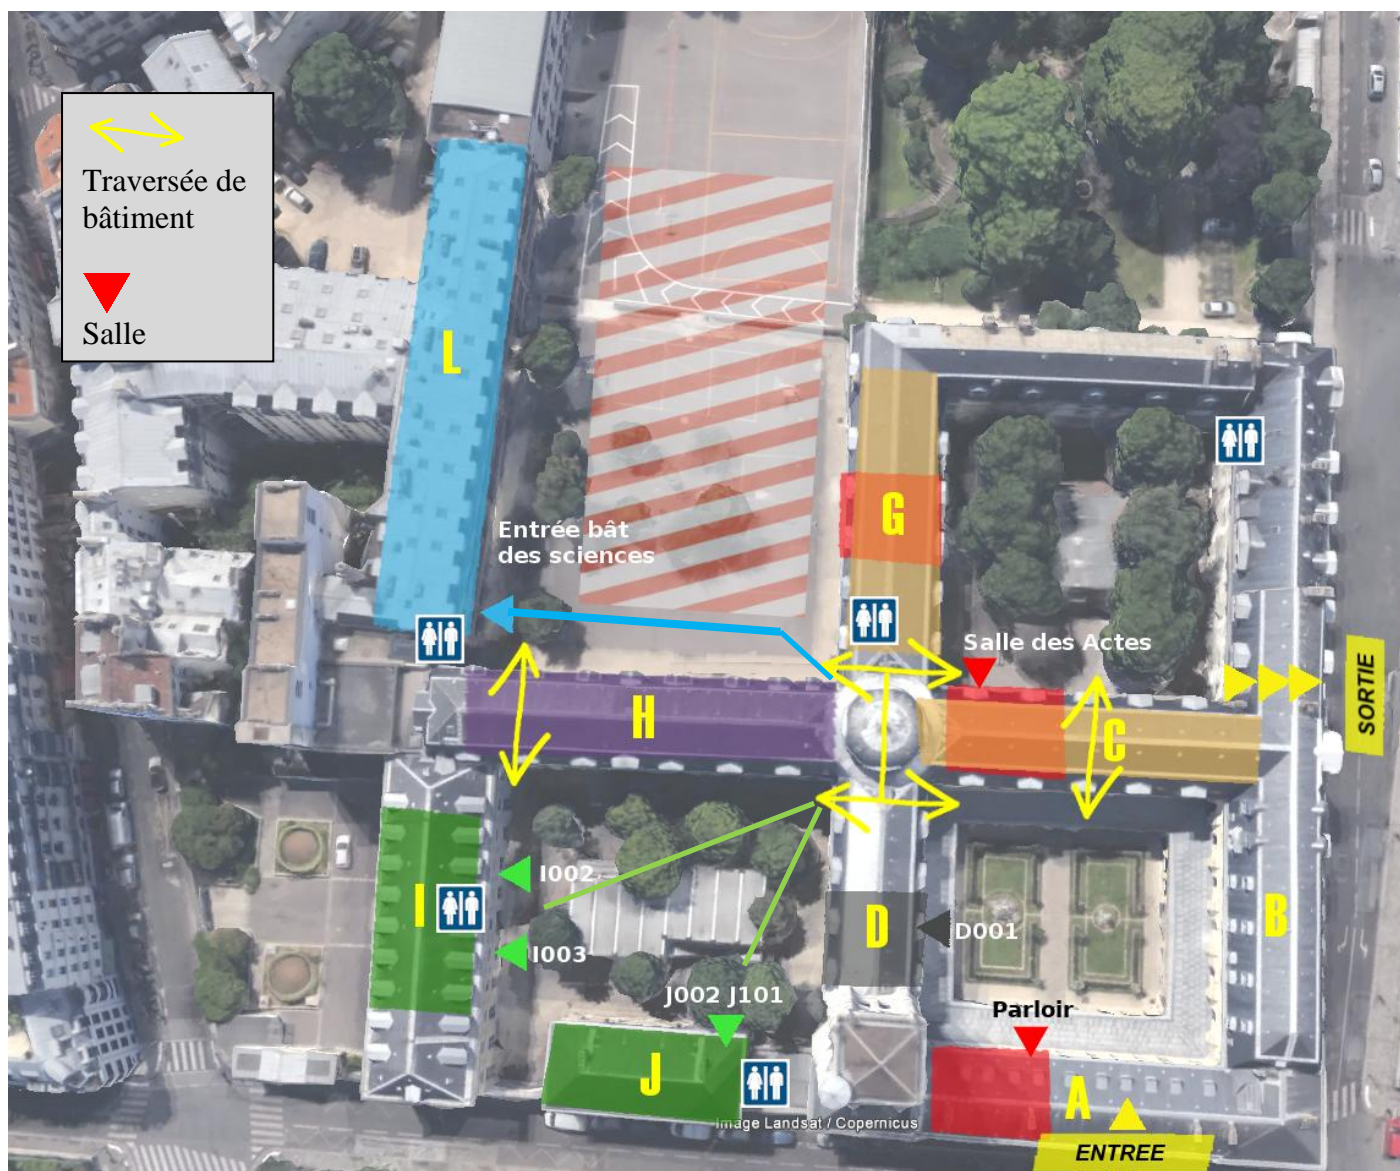 Traversée de
bâtiment
Salle
L
Entrée bât
des sciences
G
Salle des Actes
SORTIE
H
C
I002
I
B
D
D001
I003
J002 J101
Parloir
J
A
Image Landsat / Copernicus
ENTREE